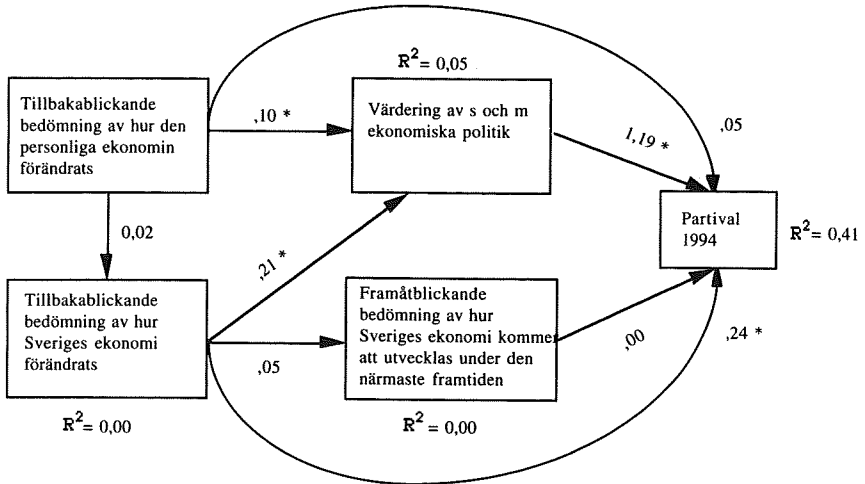 R² = 0,05
Tillbakablickande
bedömning av hur den
personliga ekonomin
förändrats
,10 *
Värdering av s och m
ekonomiska politik
1,19 *
,05
0,02
,21 *
Partival
1994
R² = 0,41
Tillbakablickande
bedömning av hur
Sveriges ekonomi
förändrats
,05
Framåtblickande
bedömning av hur
Sveriges ekonomi kommer
att utvecklas under den
närmaste framtiden
,00
,24 *
R² = 0,00
R² = 0,00